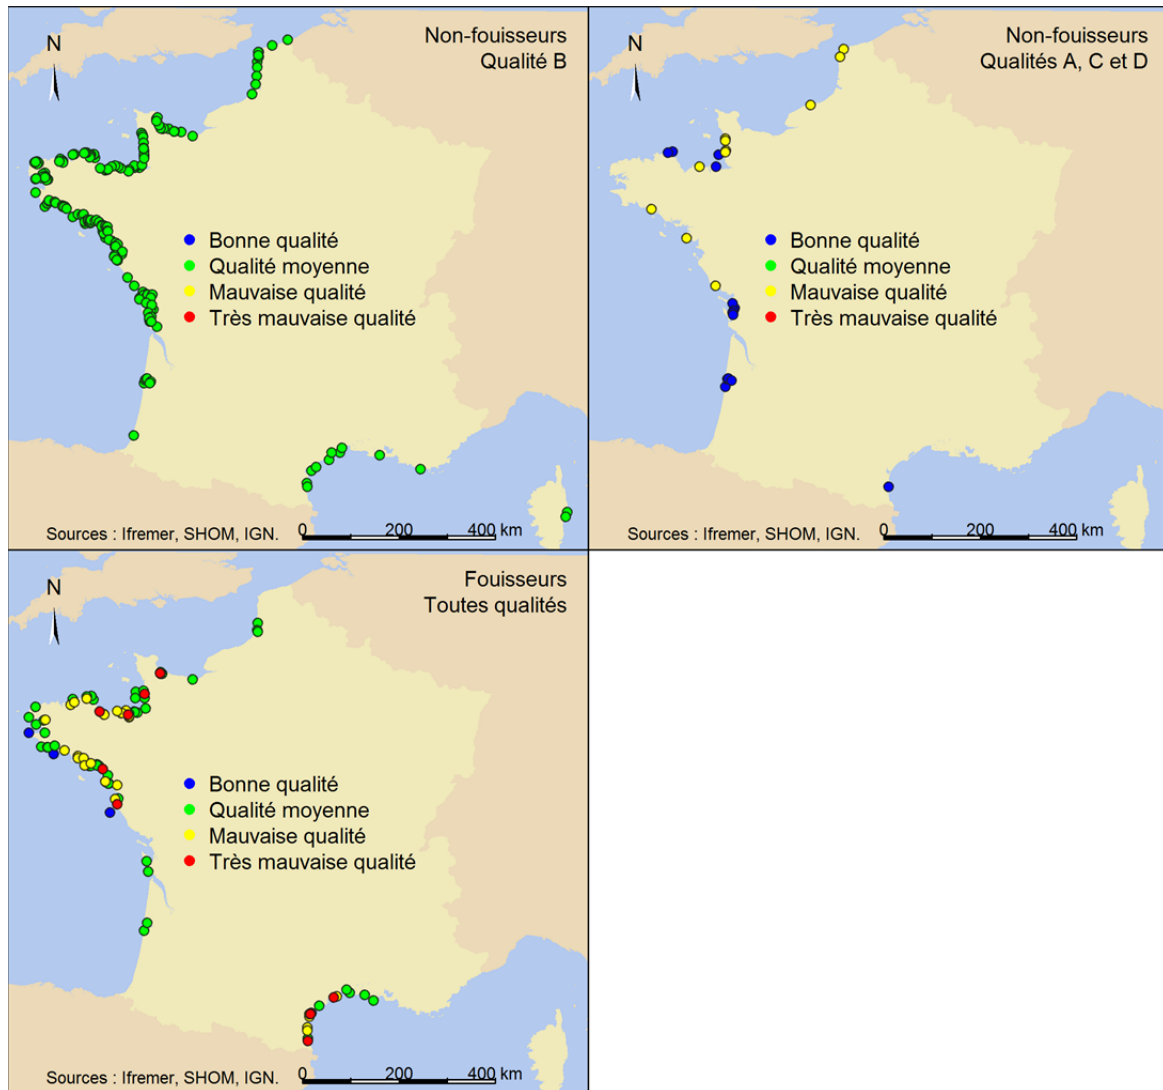 N
Non-fouisseurs
Qualité B
Bonne qualité
Qualité moyenne
Mauvaise qualité
Très mauvaise qualité
Sources : Ifremer, SHOM, IGN.
0 200 400 km
N
Non-fouisseurs
Qualités A, C et D
Bonne qualité
Qualité moyenne
Mauvaise qualité
Très mauvaise qualité
Sources : Ifremer, SHOM, IGN.
0 200 400 km
N
Fouisseurs
Toutes qualités
Bonne qualité
Qualité moyenne
Mauvaise qualité
Très mauvaise qualité
Sources : Ifremer, SHOM, IGN.
0 200 400 km